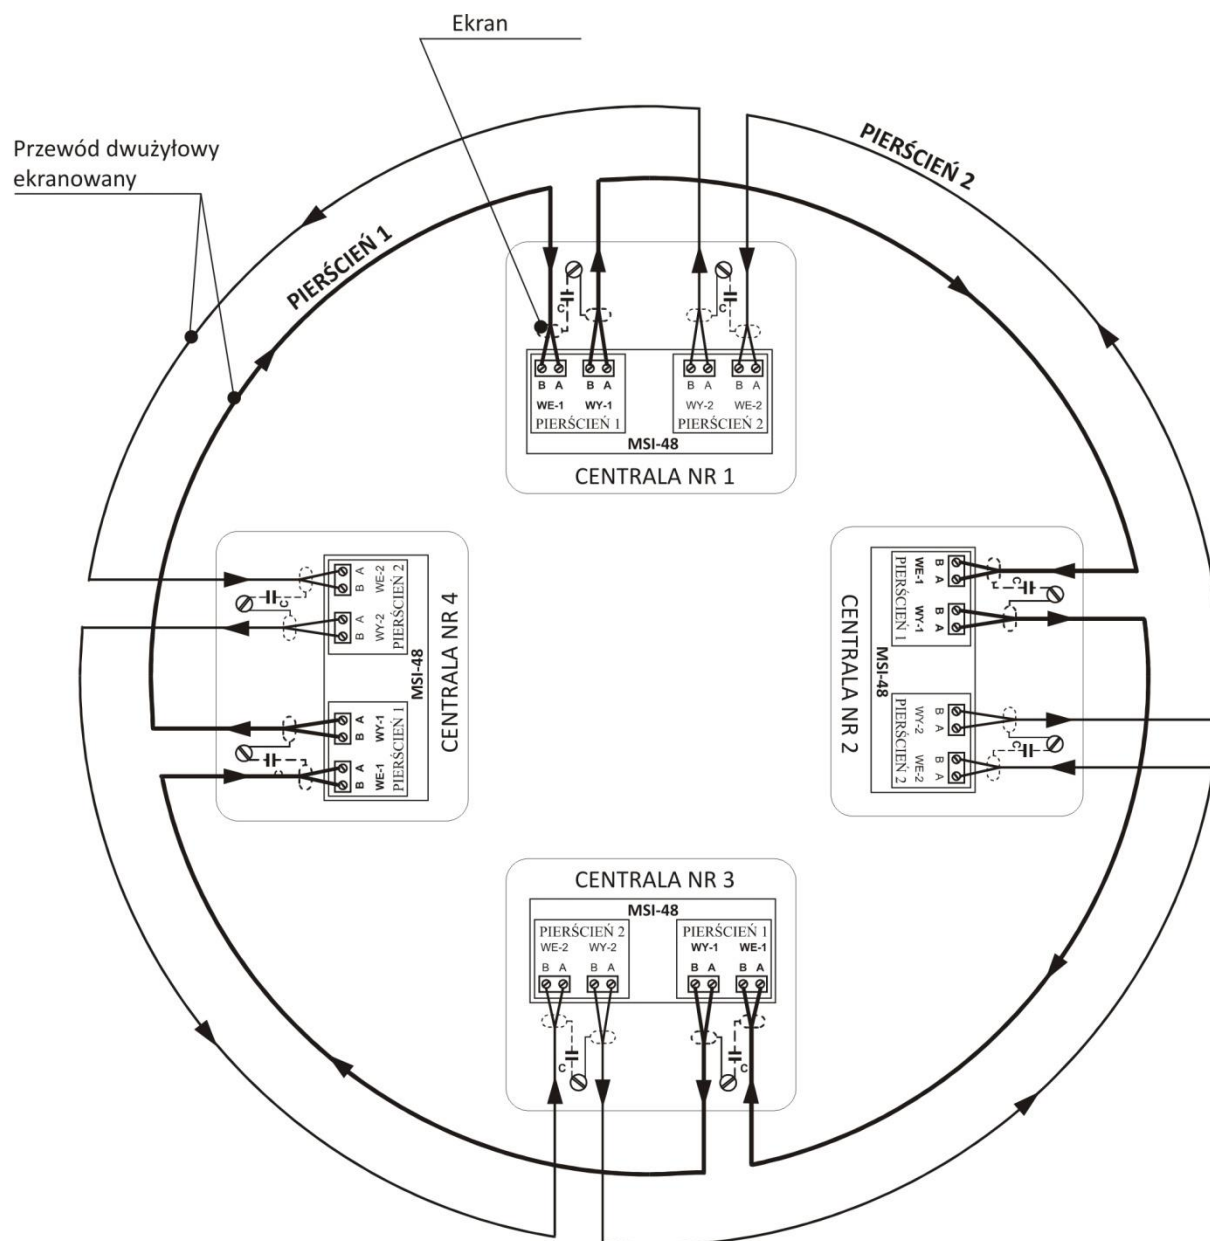 Ekran
Przewód dwużyłowy
ekranowany
PIERŚCIEŃ 1
PIERŚCIEŃ 2
C
C
B A B A B A B A
WE-1 WY-1 WY-2 WE-2
PIERŚCIEŃ 1 PIERŚCIEŃ 2
MSI-48
CENTRALA NR 1
C
A
B
WE-2
A
B
WY-2
PIERŚCIEŃ 2
MSI-48
CENTRALA NR 4
A
B
WY-1
A
B
WE-1
PIERŚCIEŃ 1
B
A
WE-1
B
A
WY-1
PIERŚCIEŃ 1
C
MSI-48
CENTRALA NR 2
B
A
WY-2
B
A
WE-2
PIERŚCIEŃ 2
C
CENTRALA NR 3
MSI-48
PIERŚCIEŃ 2 PIERŚCIEŃ 1
WE-2 WY-2 WY-1 WE-1
B A B A B A B A
C
C